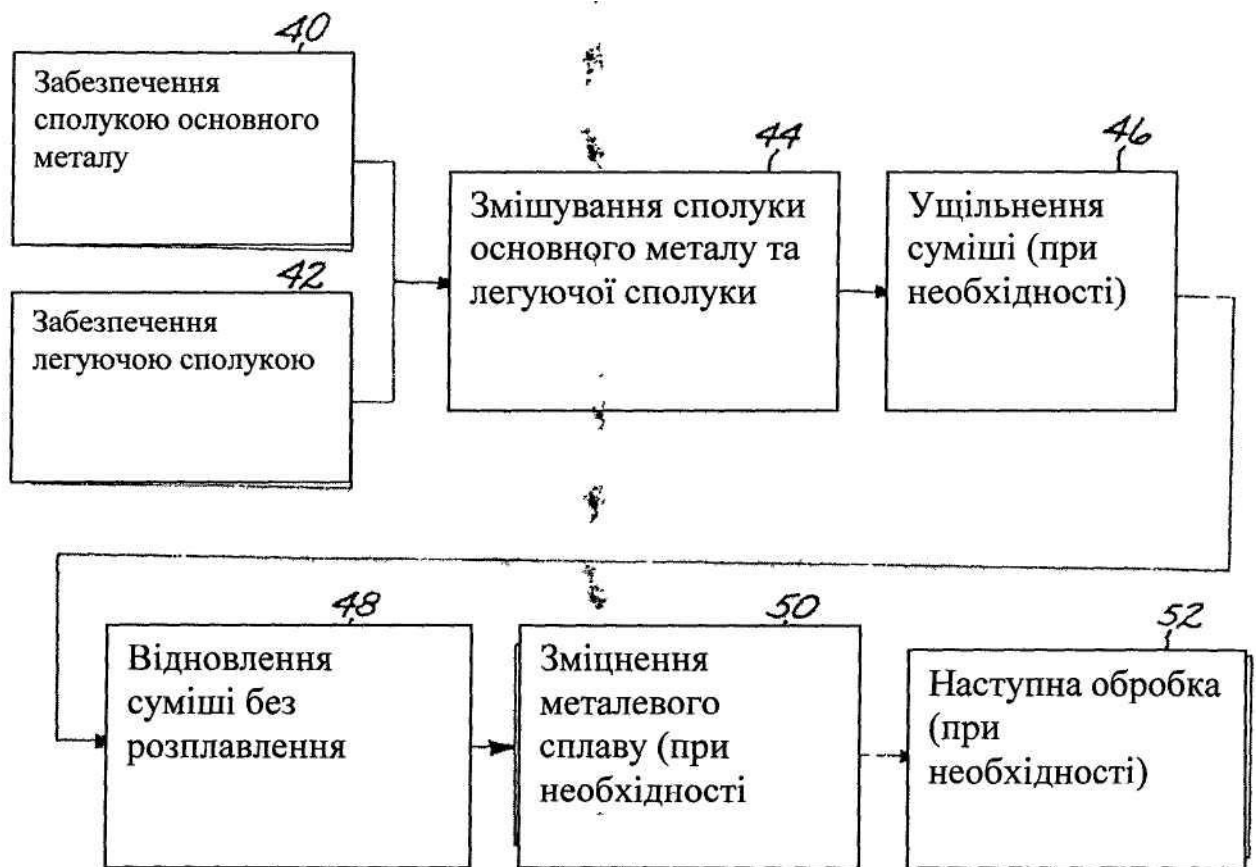 40
Забезпечення
сполукою основного
металу
42
Забезпечення
легуючою сполукою
44
Змішування сполуки
основного металу та
легуючої сполуки
46
Ущільнення
суміші (при
необхідності)
48
Відновлення
суміші без
розплавлення
50
Зміцнення
металевого
сплаву (при
необхідності
52
Наступна обробка
(при
необхідності)